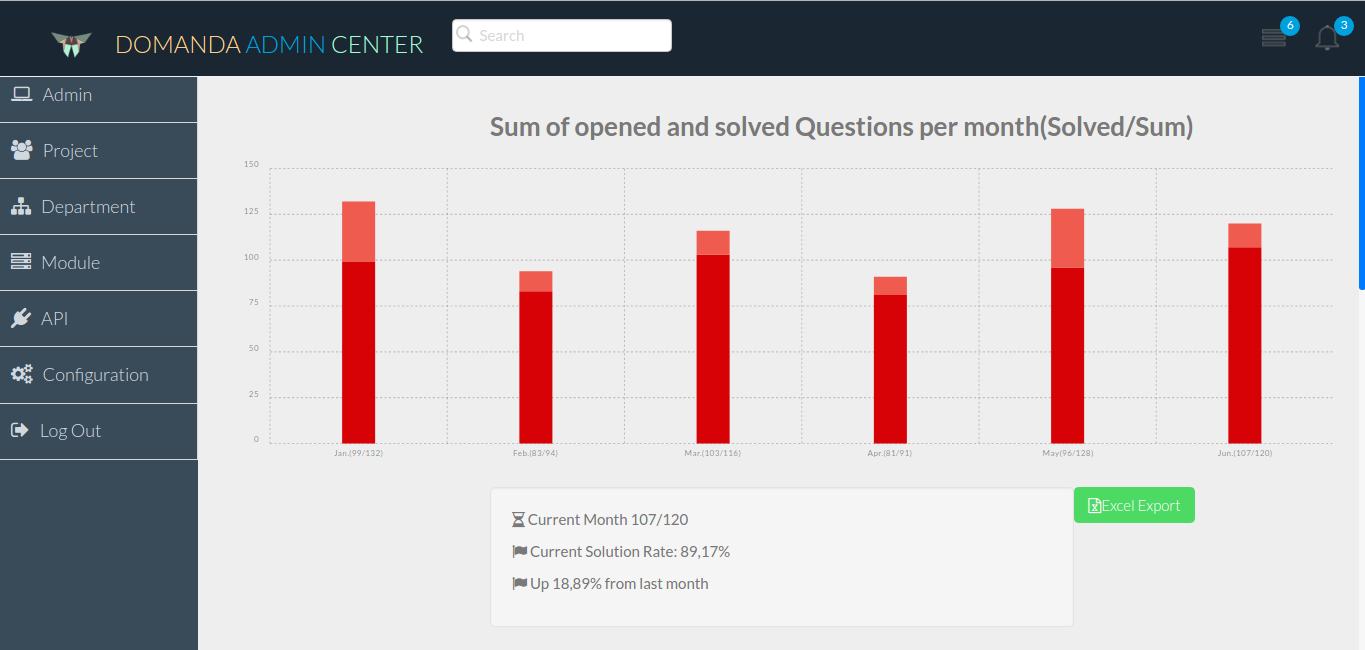 DOMANDA ADMIN CENTER
Search
6
3
Admin
Project
Department
Module
API
Configuration
Log Out
Sum of opened and solved Questions per month(Solved/Sum)
150
125
100
75
50
25
0
Jan.(99/132) Feb.(83/94) Mar.(103/116) Apr.(81/91) May(96/128) Jun.(107/120)
Current Month 107/120
Excel Export
Current Solution Rate: 89,17%
Up 18,89% from last month